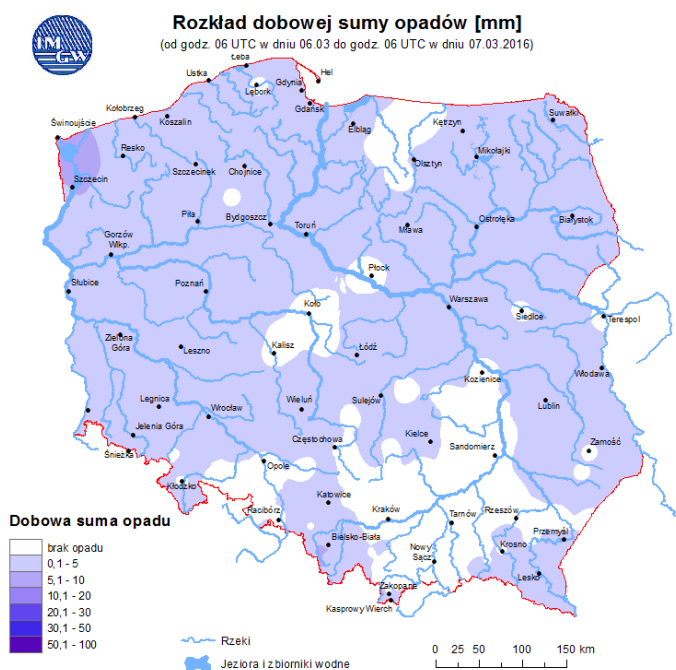 Rozkład dobowej sumy opadów [mm]
(od godz. 06 UTC w dniu 06.03 do godz. 06 UTC w dniu 07.03.2016)
IM
GW
Łeba
Ustka
Hel
Lębork
Gdynia
Gdańsk
Kołobrzeg
Koszalin
Świnoujście
Elbląg
Kętrzyn
Suwałki
Resko
Szczecinek
Chojnice
Olsztyn
Mikołajki
Szczecin
Piła
Bydgoszcz
Toruń
Mława
Ostrołęka
Białystok
Gorzów
Wlkp.
Płock
Słubice
Poznań
Koło
Warszawa
Siedlce
Terespol
Zielona
Góra
Leszno
Kalisz
Łódź
Kozienice
Włodawa
Legnica
Wrocław
Wieluń
Sulejów
Lublin
Jelenia Góra
Śnieżka
Częstochowa
Kielce
Sandomierz
Zamość
Opole
Kłodzko
Katowice
Racibórz
Kraków
Tarnów
Rzeszów
Przemyśl
Bielsko-Biała
Nowy
Sącz
Krosno
Lesko
Zakopane
Kasprowy Wierch
Dobowa suma opadu
brak opadu
0,1 - 5
5,1 - 10
10,1 - 20
20,1 - 30
30,1 - 50
50,1 - 100
Rzeki
Jeziora i zbiorniki wodne
0 25 50 100 150 km